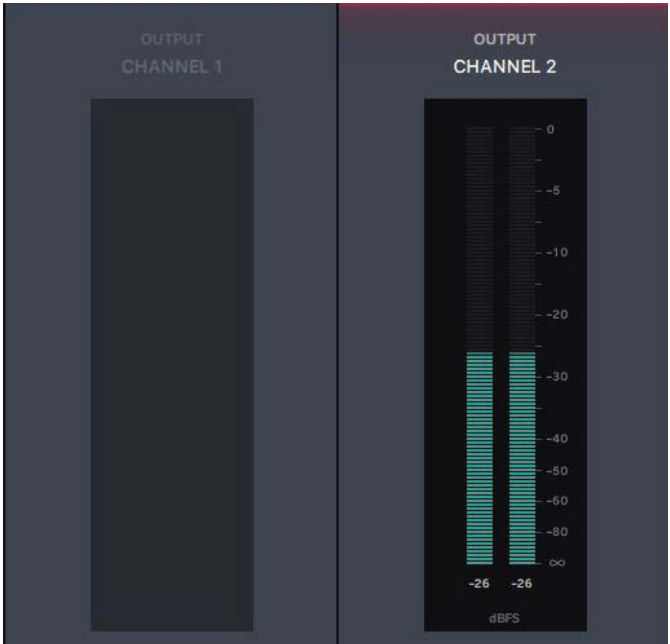 OUTPUT
CHANNEL 1
OUTPUT
CHANNEL 2
0
-5
-10
-20
-30
-40
-50
-60
-80
∞
-26 -26
dBFS